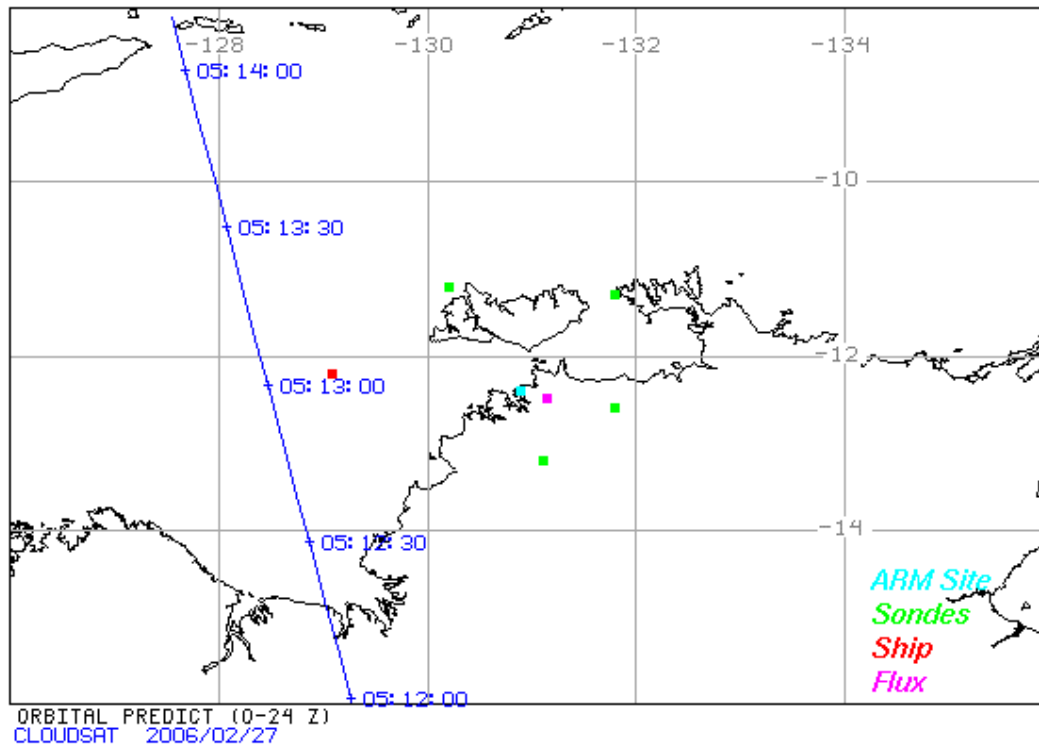 -128
-130
-132
-134
05:14:00
-10
05:13:30
-12
05:13:00
-14
05:12:30
ARM Site
Sondes
Ship
Flux
05:12:00
ORBITAL PREDICT (0-24 Z)
CLOUDSAT 2006/02/27